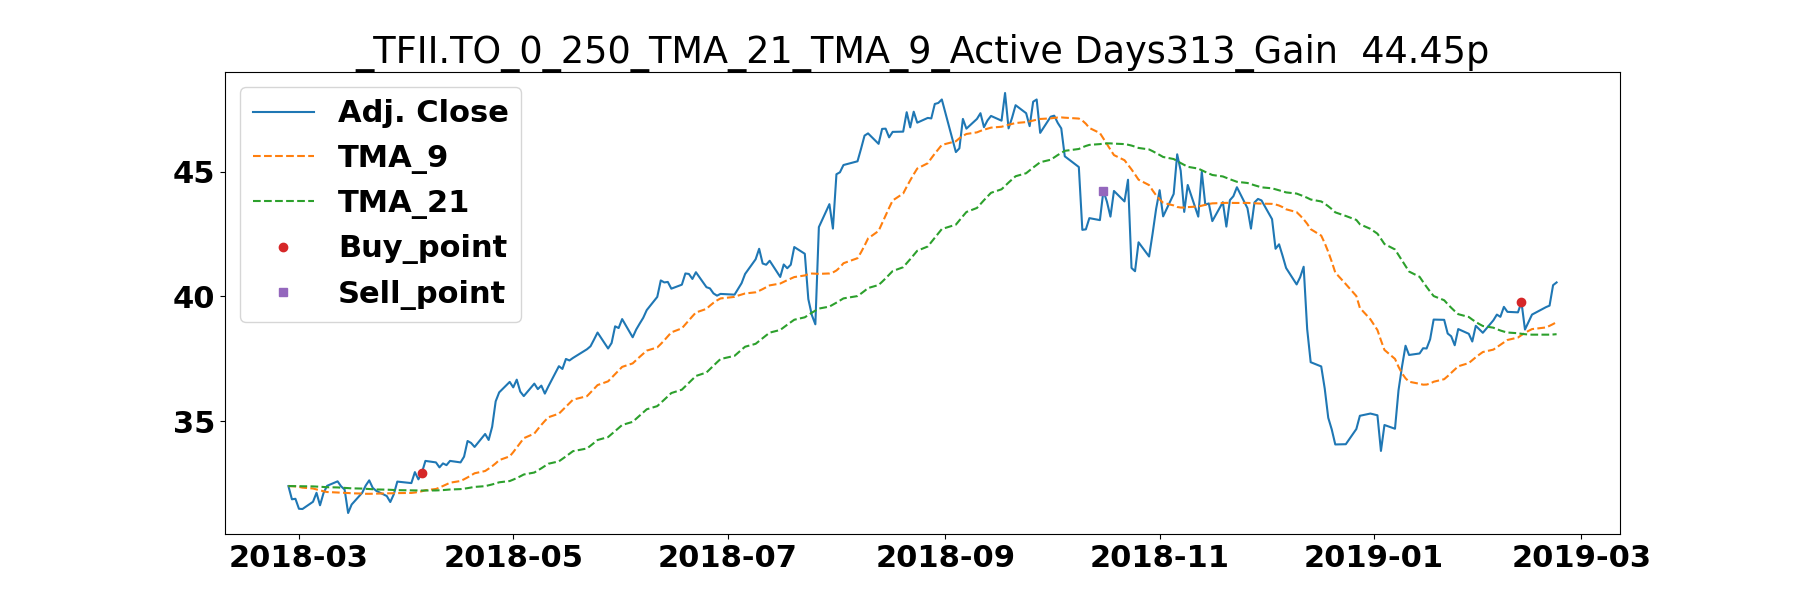 _TFII.TO_0_250_TMA_21_TMA_9_Active Days313_Gain  44.45p
Adj. Close
TMA_9
TMA_21
Buy_point
Sell_point
45
40
35
2018-03 2018-05 2018-07 2018-09 2018-11 2019-01 2019-03